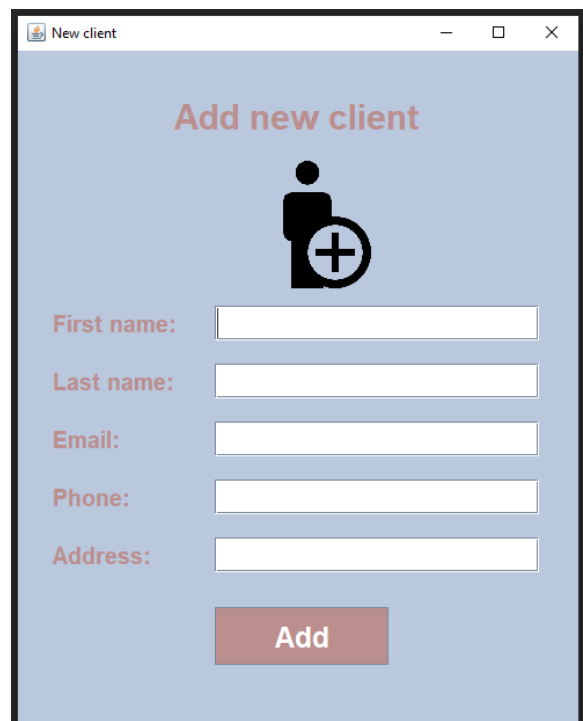 New client
Add new client
First name:
Last name:
Email:
Phone:
Address:
Add